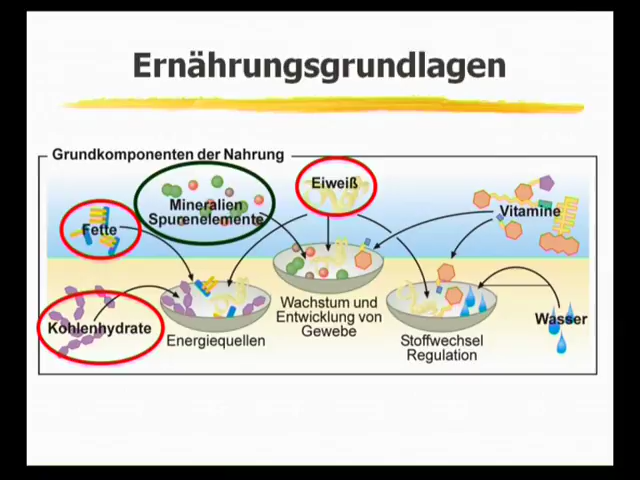 Ernährungsgrundlagen
Grundkomponenten der Nahrung
Eiweiß
Mineralien
Spurenelemente
Vitamine
Fette
Kohlenhydrate
Energiequellen
Wachstum und
Entwicklung von
Gewebe
Stoffwechsel
Regulation
Wasser